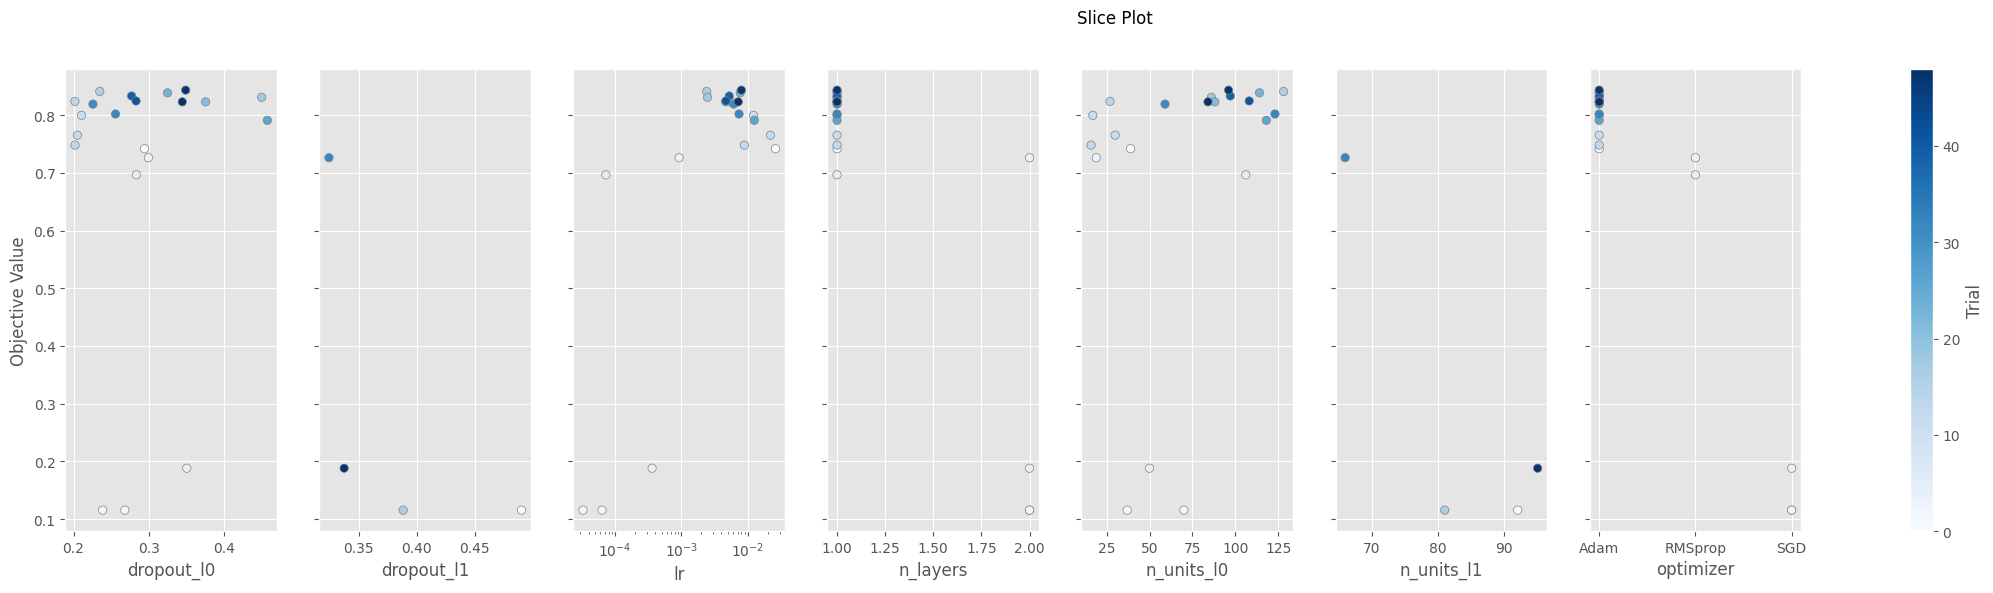 Slice Plot
Objective Value
0.8
0.7
0.6
0.5
0.4
0.3
0.2
0.1
0.2 0.3 0.4
dropout_l0
0.35 0.40 0.45
dropout_l1
10⁻⁴ 10⁻³ 10⁻²
lr
1.00 1.25 1.50 1.75 2.00
n_layers
25 50 75 100 125
n_units_l0
70 80 90
n_units_l1
Adam RMSprop SGD
optimizer
40
30
20
10
0
Trial